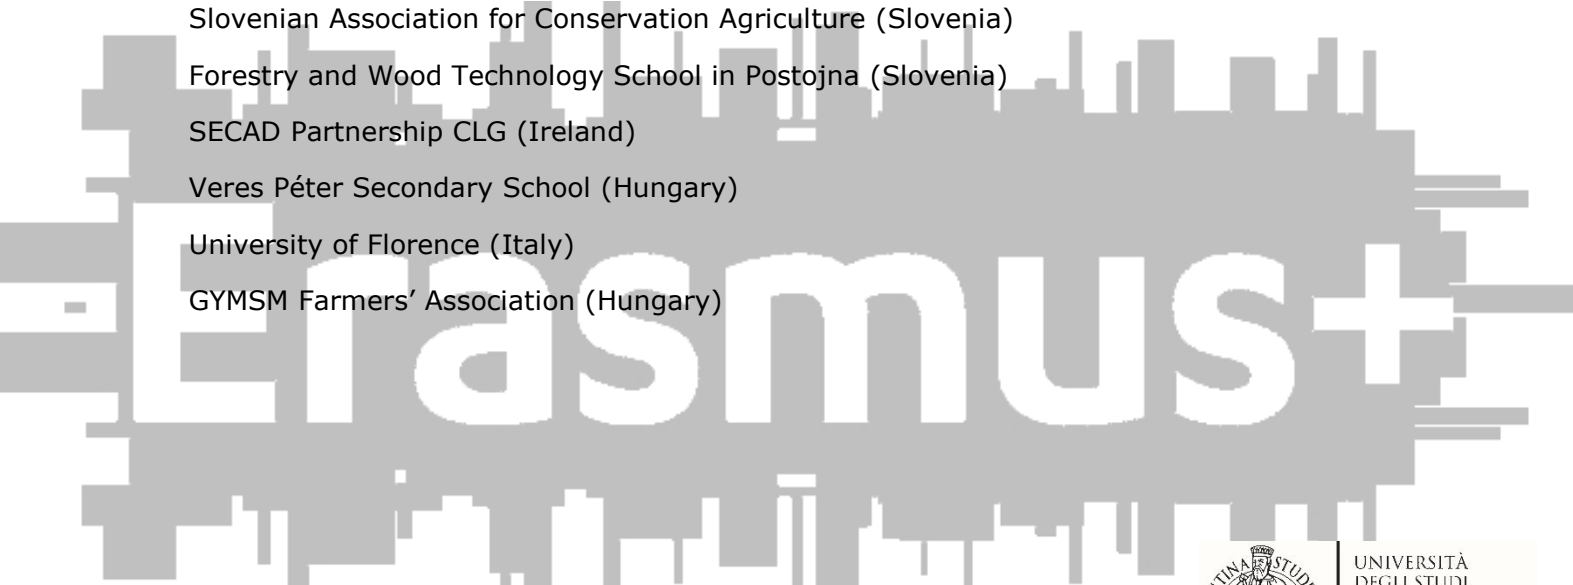 Slovenian Association for Conservation Agriculture (Slovenia)
Forestry and Wood Technology School in Postojna (Slovenia)
SECAD Partnership CLG (Ireland)
Veres Péter Secondary School (Hungary)
University of Florence (Italy)
GYMSM Farmers’ Association (Hungary)
Erasmus+
UNIVERSITÀ
DEGLI STUDI